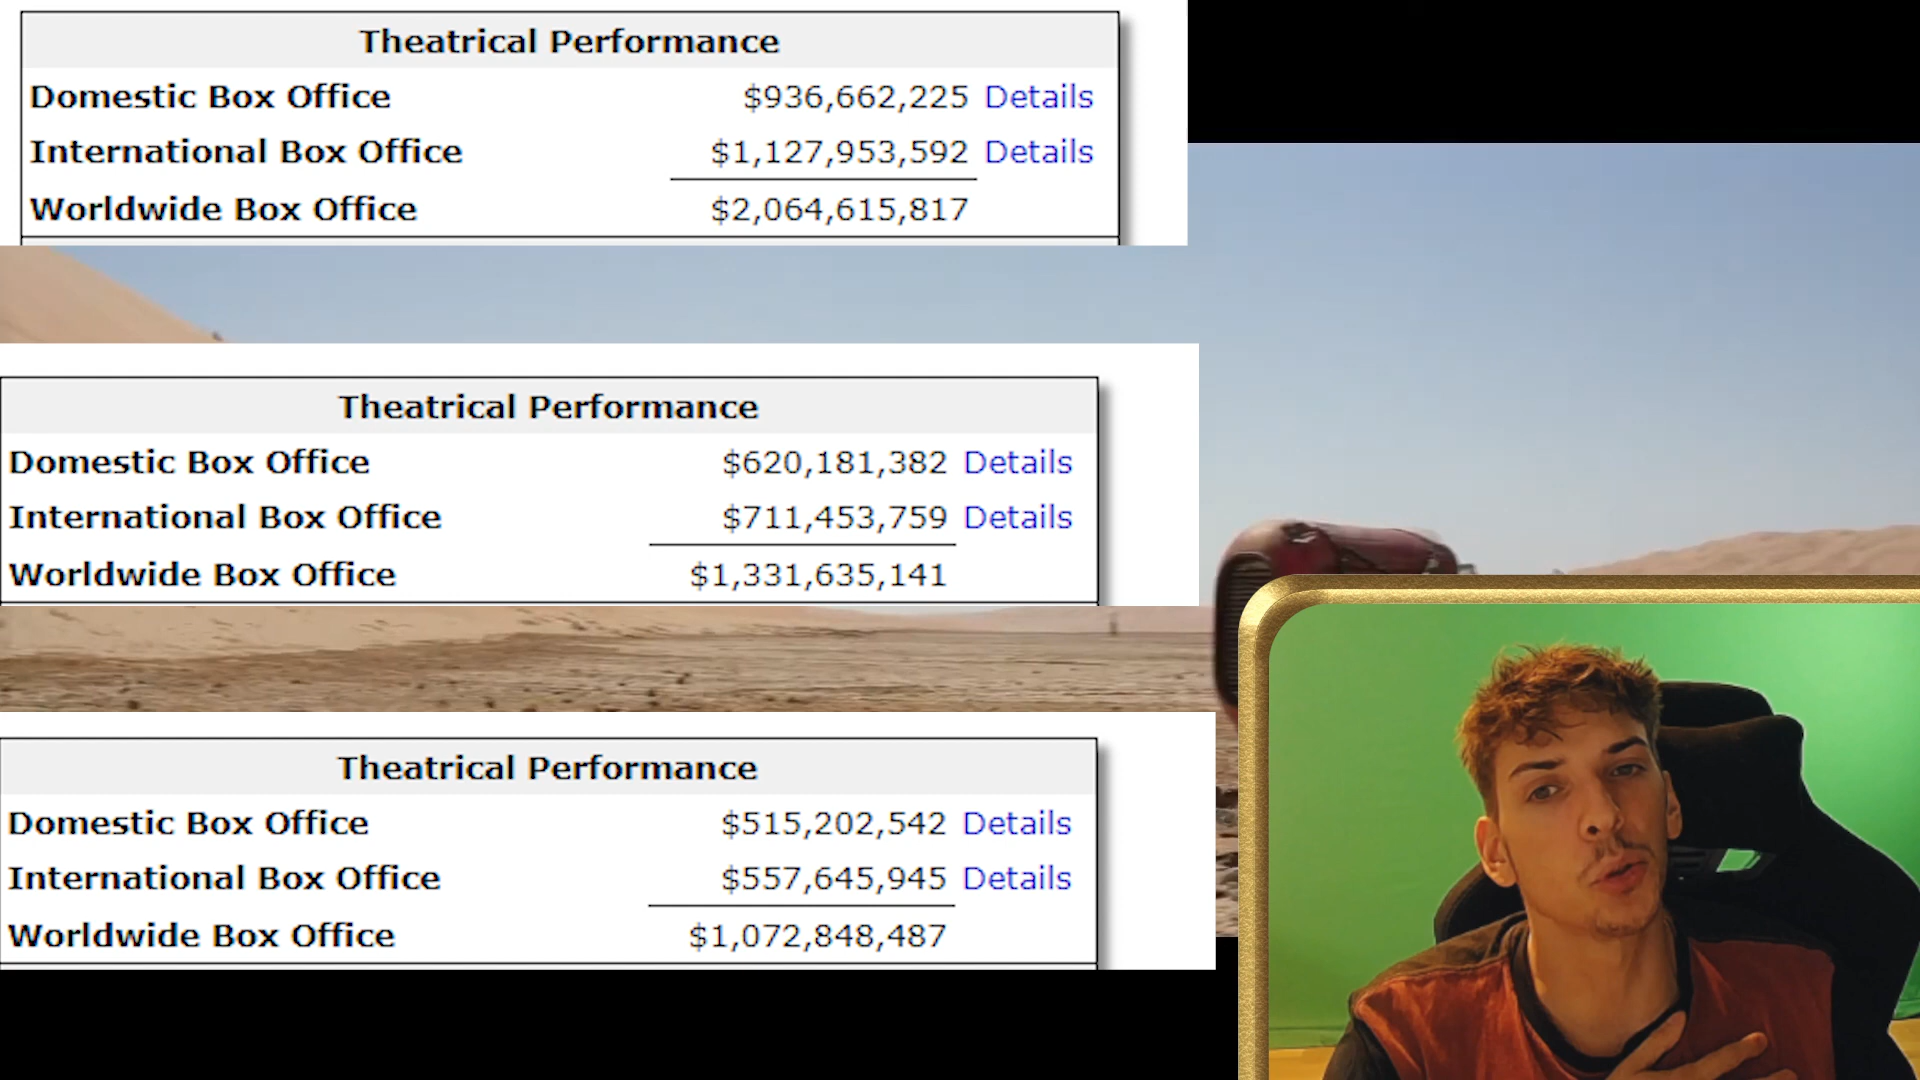 Theatrical Performance
Domestic Box Office $936,662,225 Details
International Box Office $1,127,953,592 Details
Worldwide Box Office $2,064,615,817
Theatrical Performance
Domestic Box Office $620,181,382 Details
International Box Office $711,453,759 Details
Worldwide Box Office $1,331,635,141
Theatrical Performance
Domestic Box Office $515,202,542 Details
International Box Office $557,645,945 Details
Worldwide Box Office $1,072,848,487